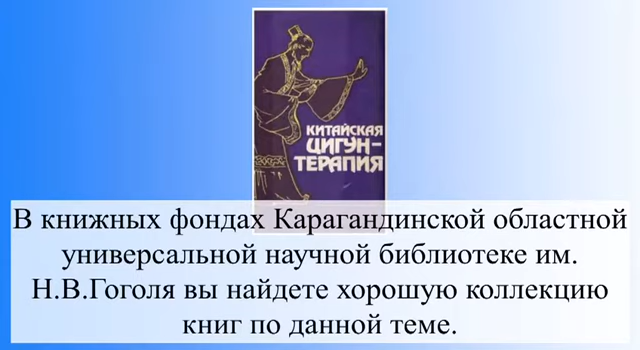 КИТАЙСКАЯ
ЦИГУН-
ТЕРАПИЯ
В книжных фондах Карагандинской областной
универсальной научной библиотеке им.
Н.В.Гоголя вы найдете хорошую коллекцию
книг по данной теме.